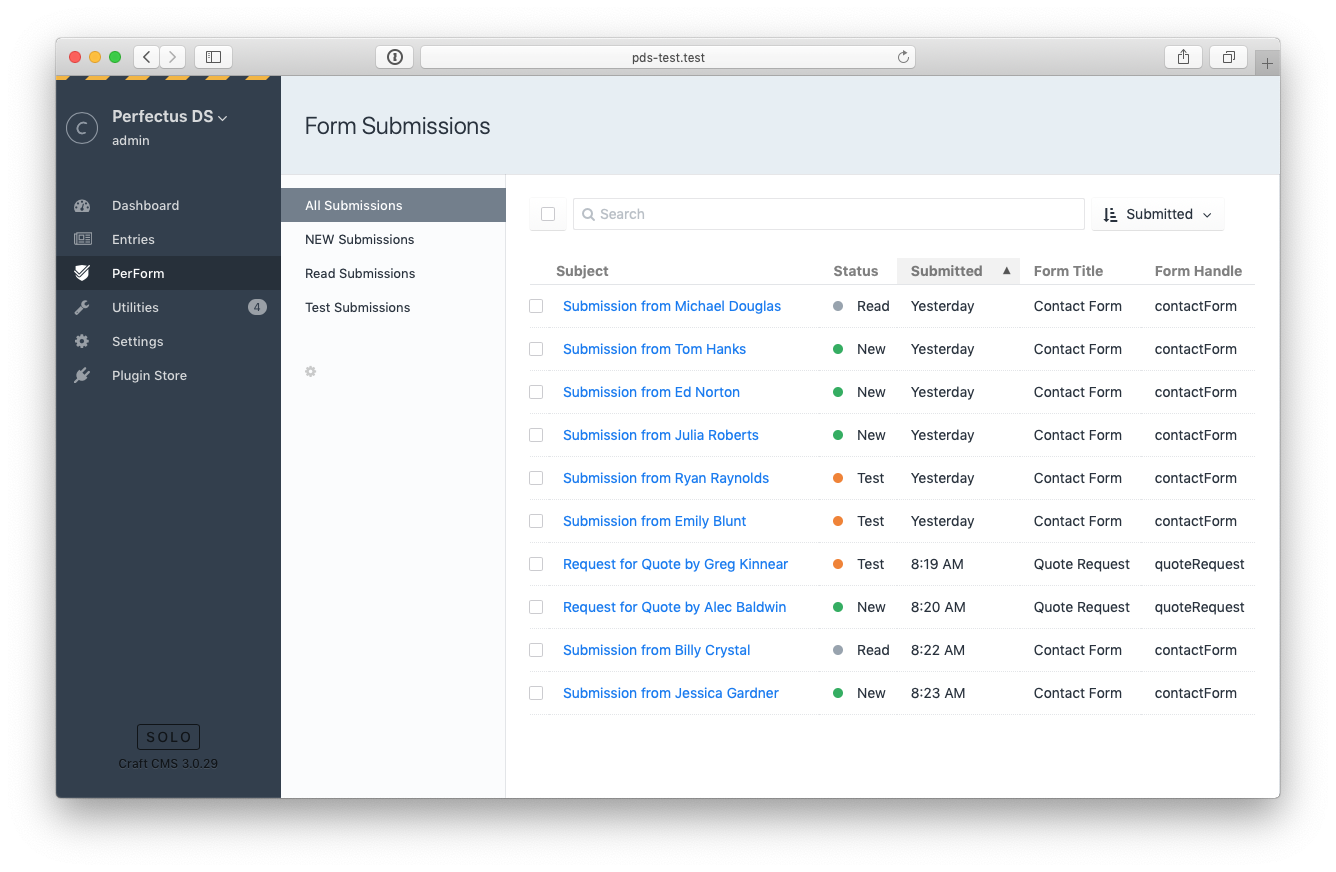 pds-test.test
C
Perfectus DS
admin
Dashboard
Entries
PerForm
Utilities 4
Settings
Plugin Store
SOLO
Craft CMS 3.0.29
Form Submissions
All Submissions
NEW Submissions
Read Submissions
Test Submissions
Search Submitted
Subject Status Submitted ▲ Form Title Form Handle
Submission from Michael Douglas Read Yesterday Contact Form contactForm
Submission from Tom Hanks New Yesterday Contact Form contactForm
Submission from Ed Norton New Yesterday Contact Form contactForm
Submission from Julia Roberts New Yesterday Contact Form contactForm
Submission from Ryan Raynolds Test Yesterday Contact Form contactForm
Submission from Emily Blunt Test Yesterday Contact Form contactForm
Request for Quote by Greg Kinnear Test 8:19 AM Quote Request quoteRequest
Request for Quote by Alec Baldwin New 8:20 AM Quote Request quoteRequest
Submission from Billy Crystal Read 8:22 AM Contact Form contactForm
Submission from Jessica Gardner New 8:23 AM Contact Form contactForm